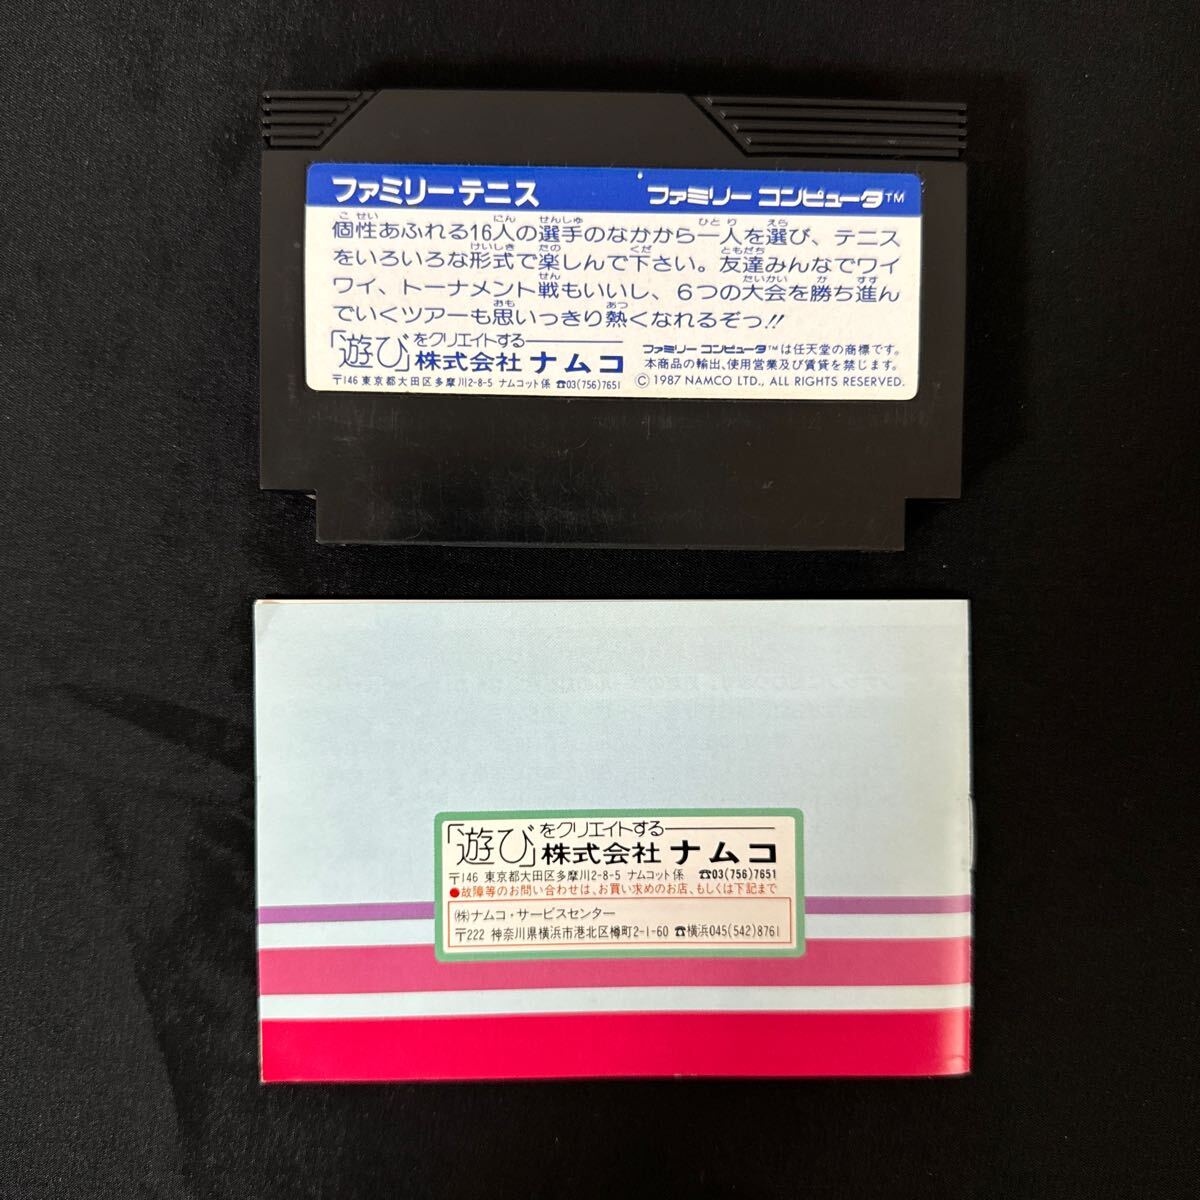 ファミリーテニス
ファミリー コンピュータ™
個性あふれる16人の選手のなかから一人を選び、テニス
をいろいろな形式で楽しんで下さい。友達みんなでワイ
ワイ、トーナメント戦もいいし、6つの大会を勝ち進ん
でいくツアーも思いっきり熱くなれるぞっ!!
「遊び」をクリエイトする
株式会社 ナムコ
〒146 東京都大田区多摩川2-8-5 ナムコット係 ☎03(756)7651
ファミリー コンピュータ™は任天堂の商標です。
本商品の輸出、使用営業及び賃貸を禁じます。
©1987 NAMCO LTD., ALL RIGHTS RESERVED.
「遊び」をクリエイトする
株式会社 ナムコ
〒146 東京都大田区多摩川2-8-5 ナムコット係 ☎03(756)7651
●故障等のお問い合わせは、お買い求めのお店、もしくは下記まで
(株)ナムコ・サービスセンター
〒222 神奈川県横浜市港北区樽町2-1-60 ☎横浜045(542)8761